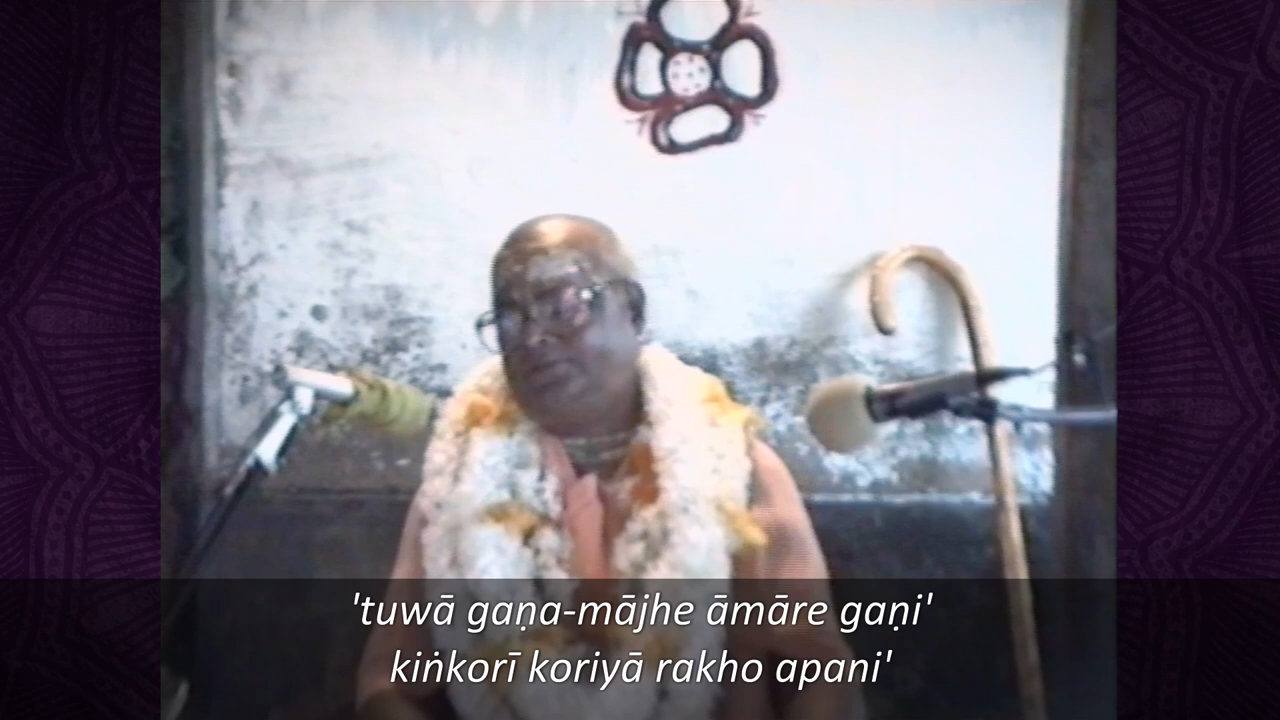 'tuwā gaṇa-mājhe āmāre gaṇi'
kiṅkorī koriyā rakho apani'